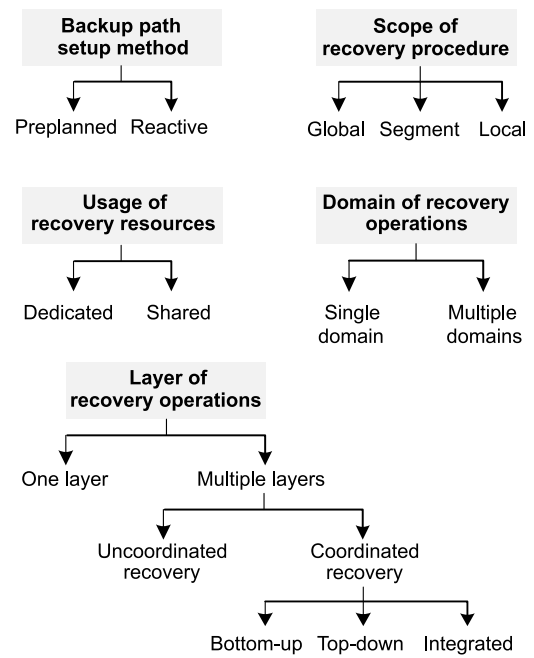 Backup path
setup method
Preplanned Reactive
Scope of
recovery procedure
Global Segment Local
Usage of
recovery resources
Dedicated Shared
Domain of recovery
operations
Single
domain
Multiple
domains
Layer of
recovery operations
One layer Multiple layers
Uncoordinated
recovery
Coordinated
recovery
Bottom-up Top-down Integrated